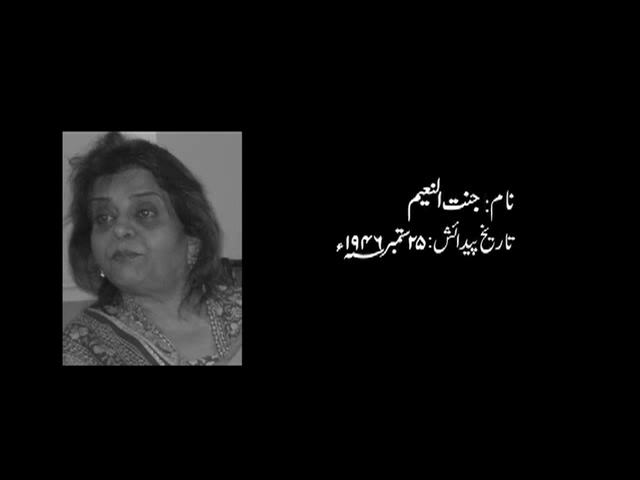 نام: جنت النعیم
تاریخ پیدائش: ۲۵ ستمبر ۱۹۴۶ء